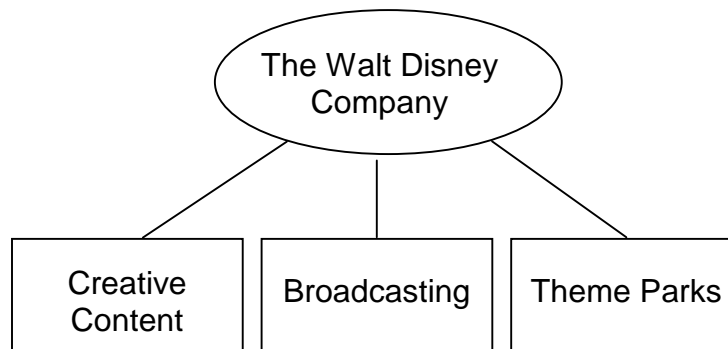 The Walt Disney
Company
Creative
Content
Broadcasting
Theme Parks